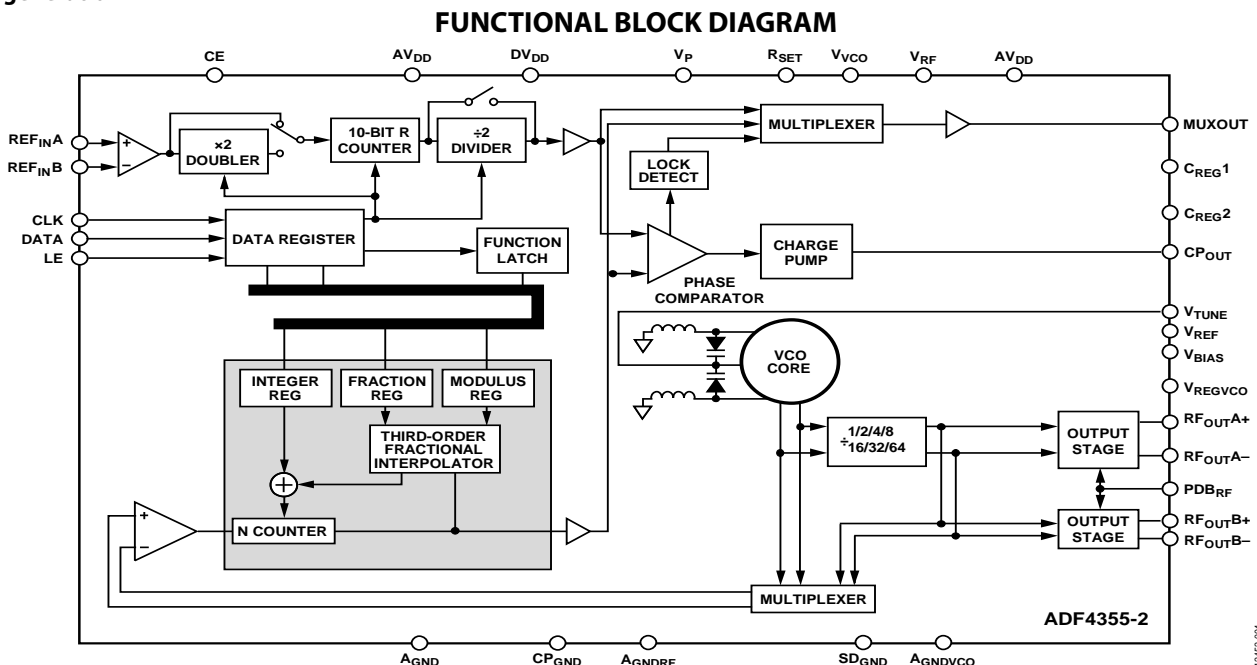 FUNCTIONAL BLOCK DIAGRAM
CE
AVDD
DVDD
VP
RSET
VVCO
VRF
AVDD
REFINA
REFINB
×2
DOUBLER
10-BIT R
COUNTER
÷2
DIVIDER
MULTIPLEXER
MUXOUT
LOCK
DETECT
CREG1
CREG2
CLK
DATA
LE
DATA REGISTER
FUNCTION
LATCH
CHARGE
PUMP
CPOUT
PHASE
COMPARATOR
VTUNE
VREF
VBIAS
VREGVCO
VCO
CORE
INTEGER
REG
FRACTION
REG
MODULUS
REG
THIRD-ORDER
FRACTIONAL
INTERPOLATOR
+
−
N COUNTER
1/2/4/8
÷16/32/64
OUTPUT
STAGE
RFOUTA+
RFOUTA−
PDBRF
OUTPUT
STAGE
RFOUTB+
RFOUTB−
MULTIPLEXER
ADF4355-2
AGND
CPGND
AGNDRF
SDGND
AGNDVCO